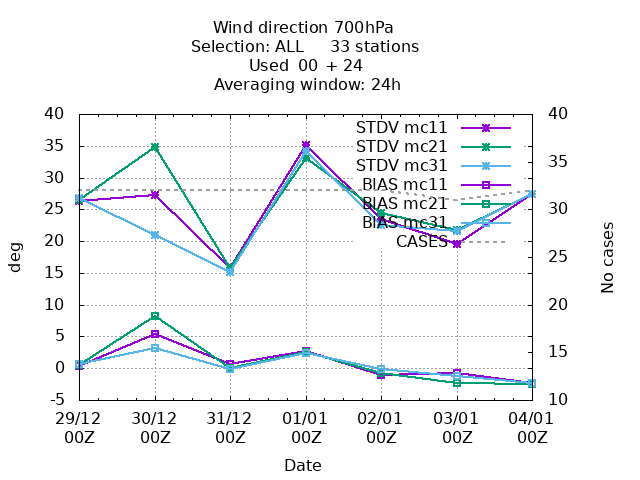 Wind direction 700hPa
Selection: ALL 33 stations
Used 00 + 24
Averaging window: 24h
40 40
STDV mc11
STDV mc21
35 35
STDV mc31
30 BIAS mc11
BIAS mc21 30
25 BIAS mc31
20 CASES
25
15
10 20
5 15
0
-5 10
deg
No cases
29/12 30/12 31/12 01/01 02/01 03/01 04/01
00Z 00Z 00Z 00Z 00Z 00Z 00Z
Date